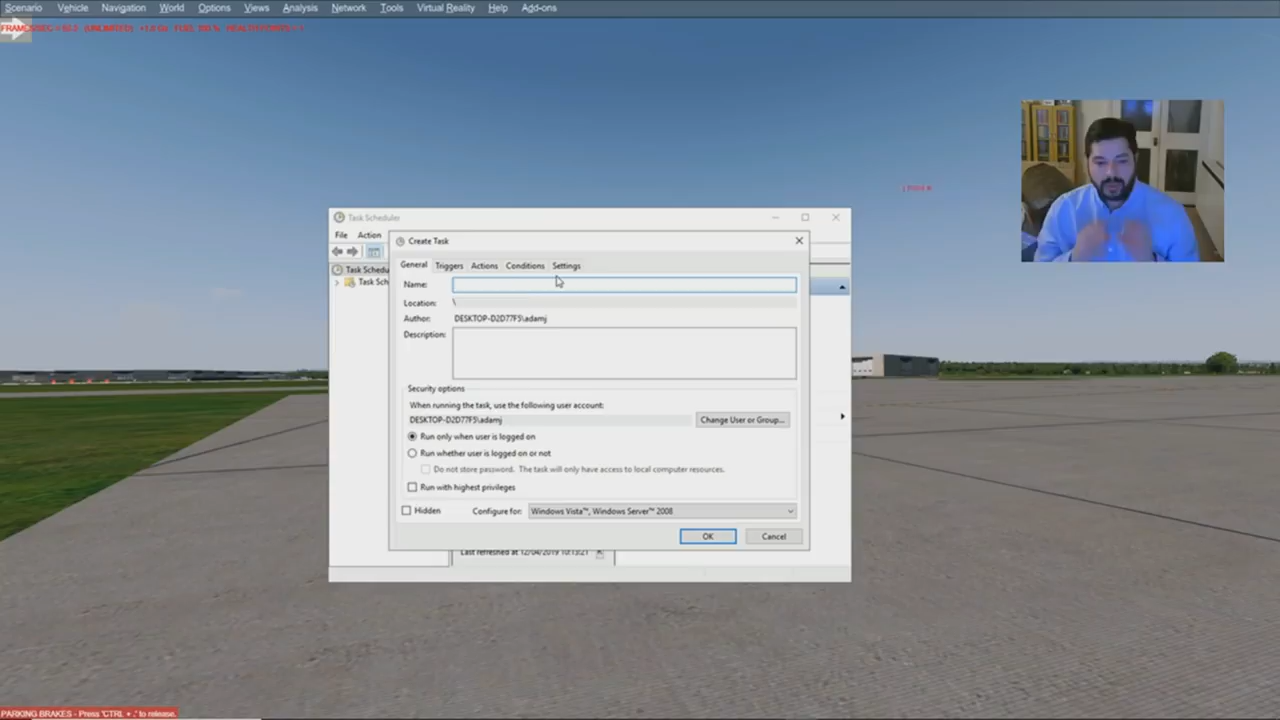 Scenario Vehicle Navigation World Options Views Analysis Network Tools Virtual Reality Help Add-ons
Task Scheduler
File Action
Create Task
General Triggers Actions Conditions Settings
Task Schedu
Task Sch
Name:
Location: \
Author: DESKTOP-D2D77F5\adamj
Description:
Security options
When running the task, use the following user account:
DESKTOP-D2D77F5\adamj Change User or Group...
Run only when user is logged on
Run whether user is logged on or not
Do not store password. The task will only have access to local computer resources.
Run with highest privileges
Hidden Configure for: Windows Vista™, Windows Server™ 2008
OK Cancel
Last refreshed at 12/04/2019 10:13:21
PARKING BRAKES - Press 'CTRL + .' to release.